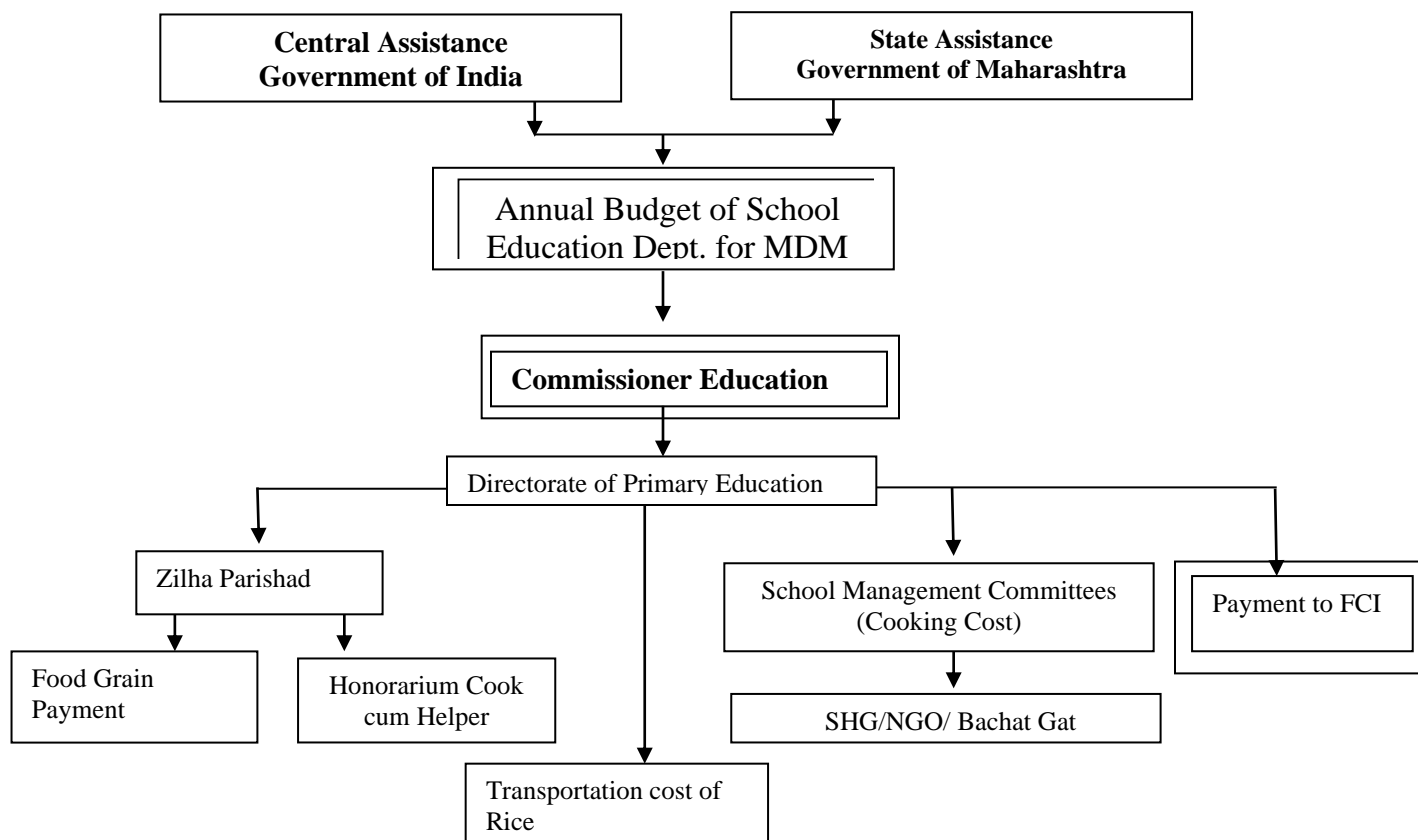 Central Assistance
Government of India
State Assistance
Government of Maharashtra
Annual Budget of School
Education Dept. for MDM
Commissioner Education
Directorate of Primary Education
Zilha Parishad
School Management Committees
(Cooking Cost)
Payment to FCI
Food Grain
Payment
Honorarium Cook
cum Helper
SHG/NGO/ Bachat Gat
Transportation cost of
Rice